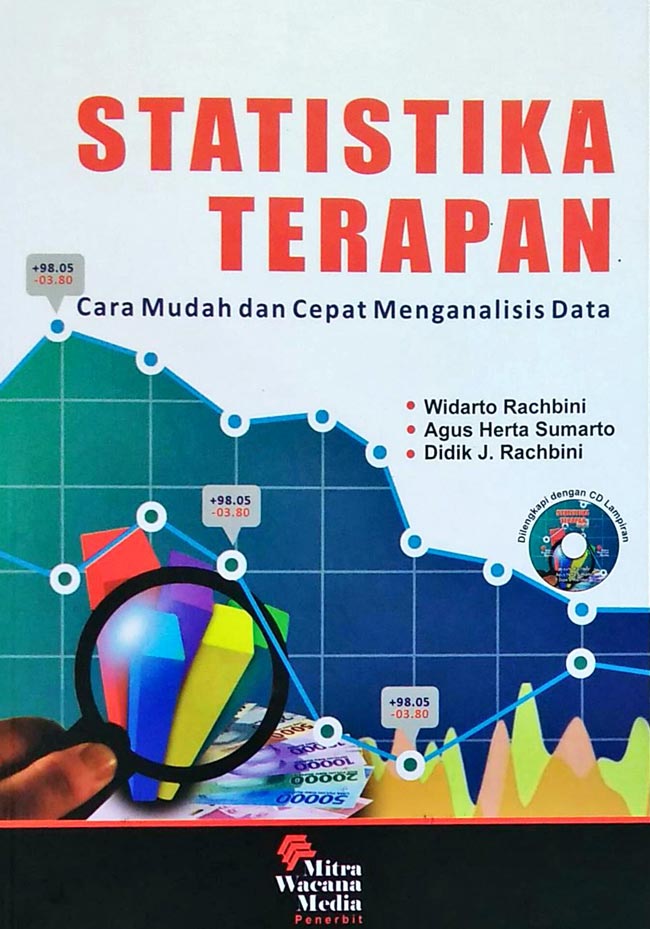 STATISTIKA
TERAPAN
+98.05
-03.80
Cara Mudah dan Cepat Menganalisis Data
• Widarto Rachbini
• Agus Herta Sumarto
• Didik J. Rachbini
+98.05
-03.80
Dilengkapi dengan CD Lampiran
STATISTIKA
TERAPAN
+98.05
-03.80
10000
20000
50000
Mitra
Wacana
Media
Penerbit